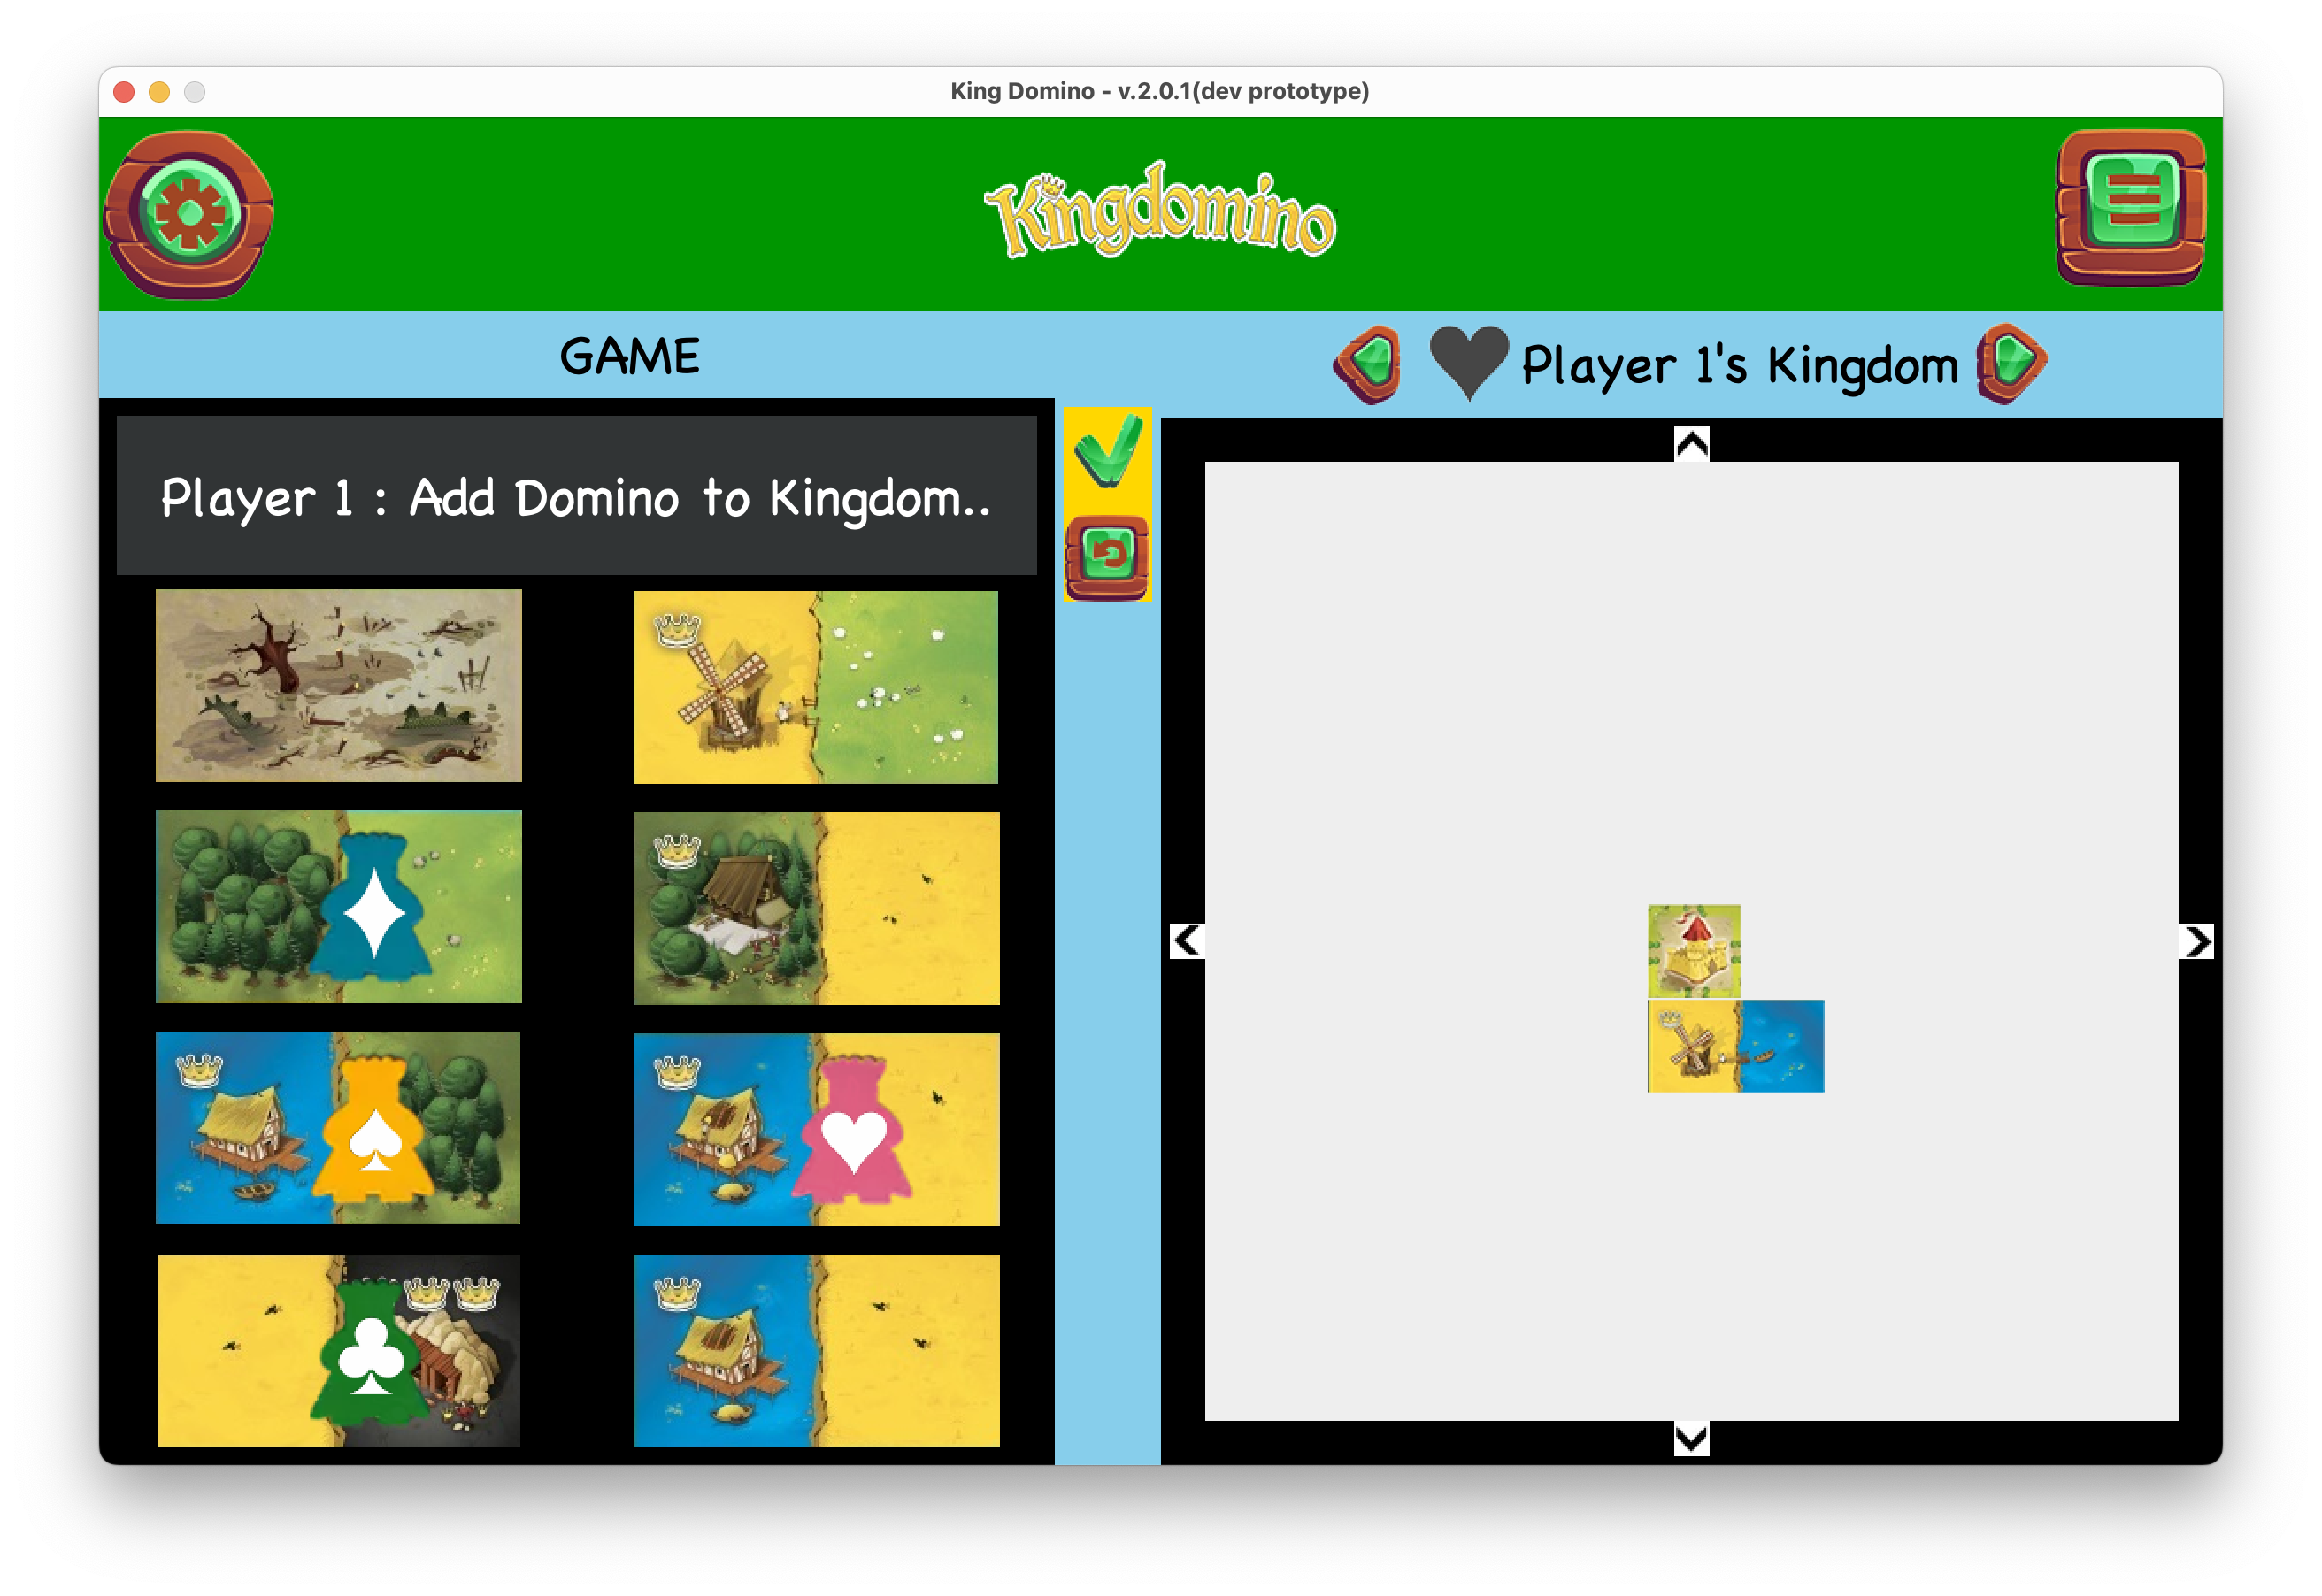 King Domino - v.2.0.1(dev prototype)
Kingdomino
GAME
Player 1's Kingdom
Player 1 : Add Domino to Kingdom..